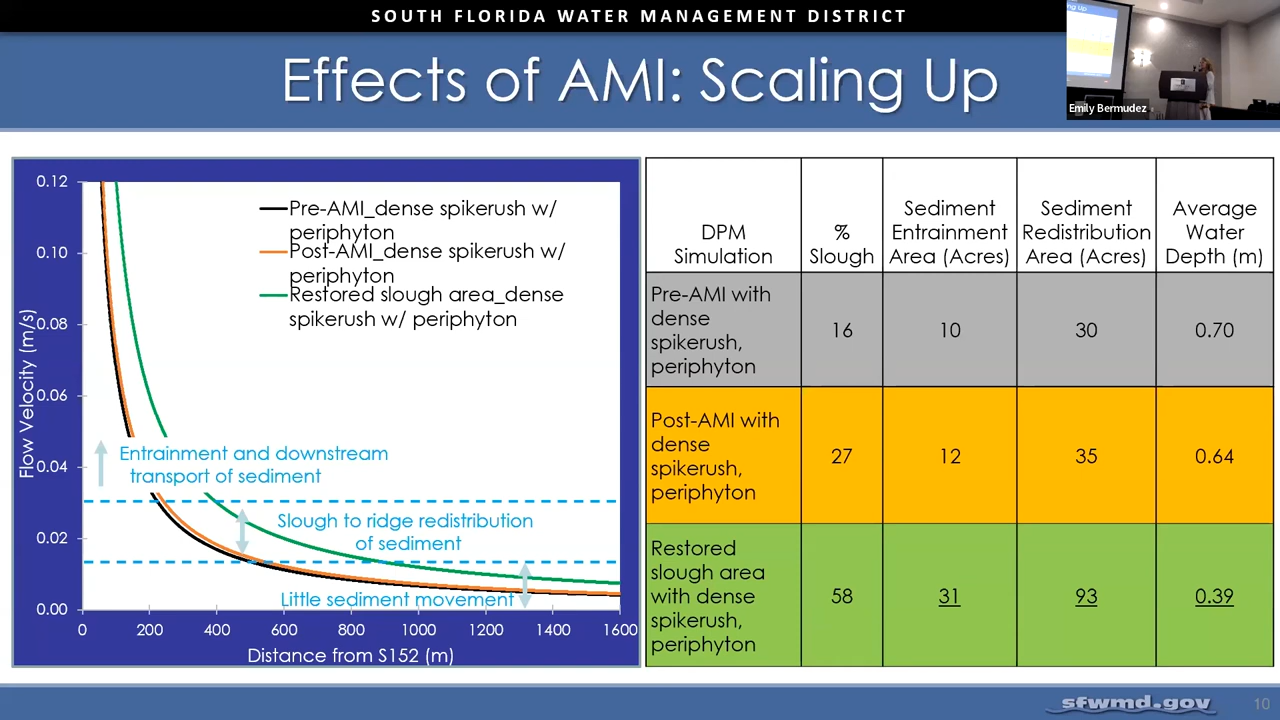 SOUTH FLORIDA WATER MANAGEMENT DISTRICT
Effects of AMI: Scaling Up
ng Up
Emily Bermudez
0.12
0.10
0.08
0.06
0.04
0.02
0.00
Flow Velocity (m/s)
Pre-AMI_dense spikerush w/
periphyton
Post-AMI_dense spikerush w/
periphyton
Restored slough area_dense
spikerush w/ periphyton
Entrainment and downstream
transport of sediment
Slough to ridge redistribution
of sediment
Little sediment movement
0 200 400 600 800 1000 1200 1400 1600
Distance from S152 (m)
DPM
Simulation
%
Slough
Sediment
Entrainment
Area (Acres)
Sediment
Redistribution
Area (Acres)
Average
Water
Depth (m)
Pre-AMI with
dense
spikerush,
periphyton
16 10 30 0.70
Post-AMI with
dense
spikerush,
periphyton
27 12 35 0.64
Restored
slough area
with dense
spikerush,
periphyton
58 31 93 0.39
sfwmd.gov
10